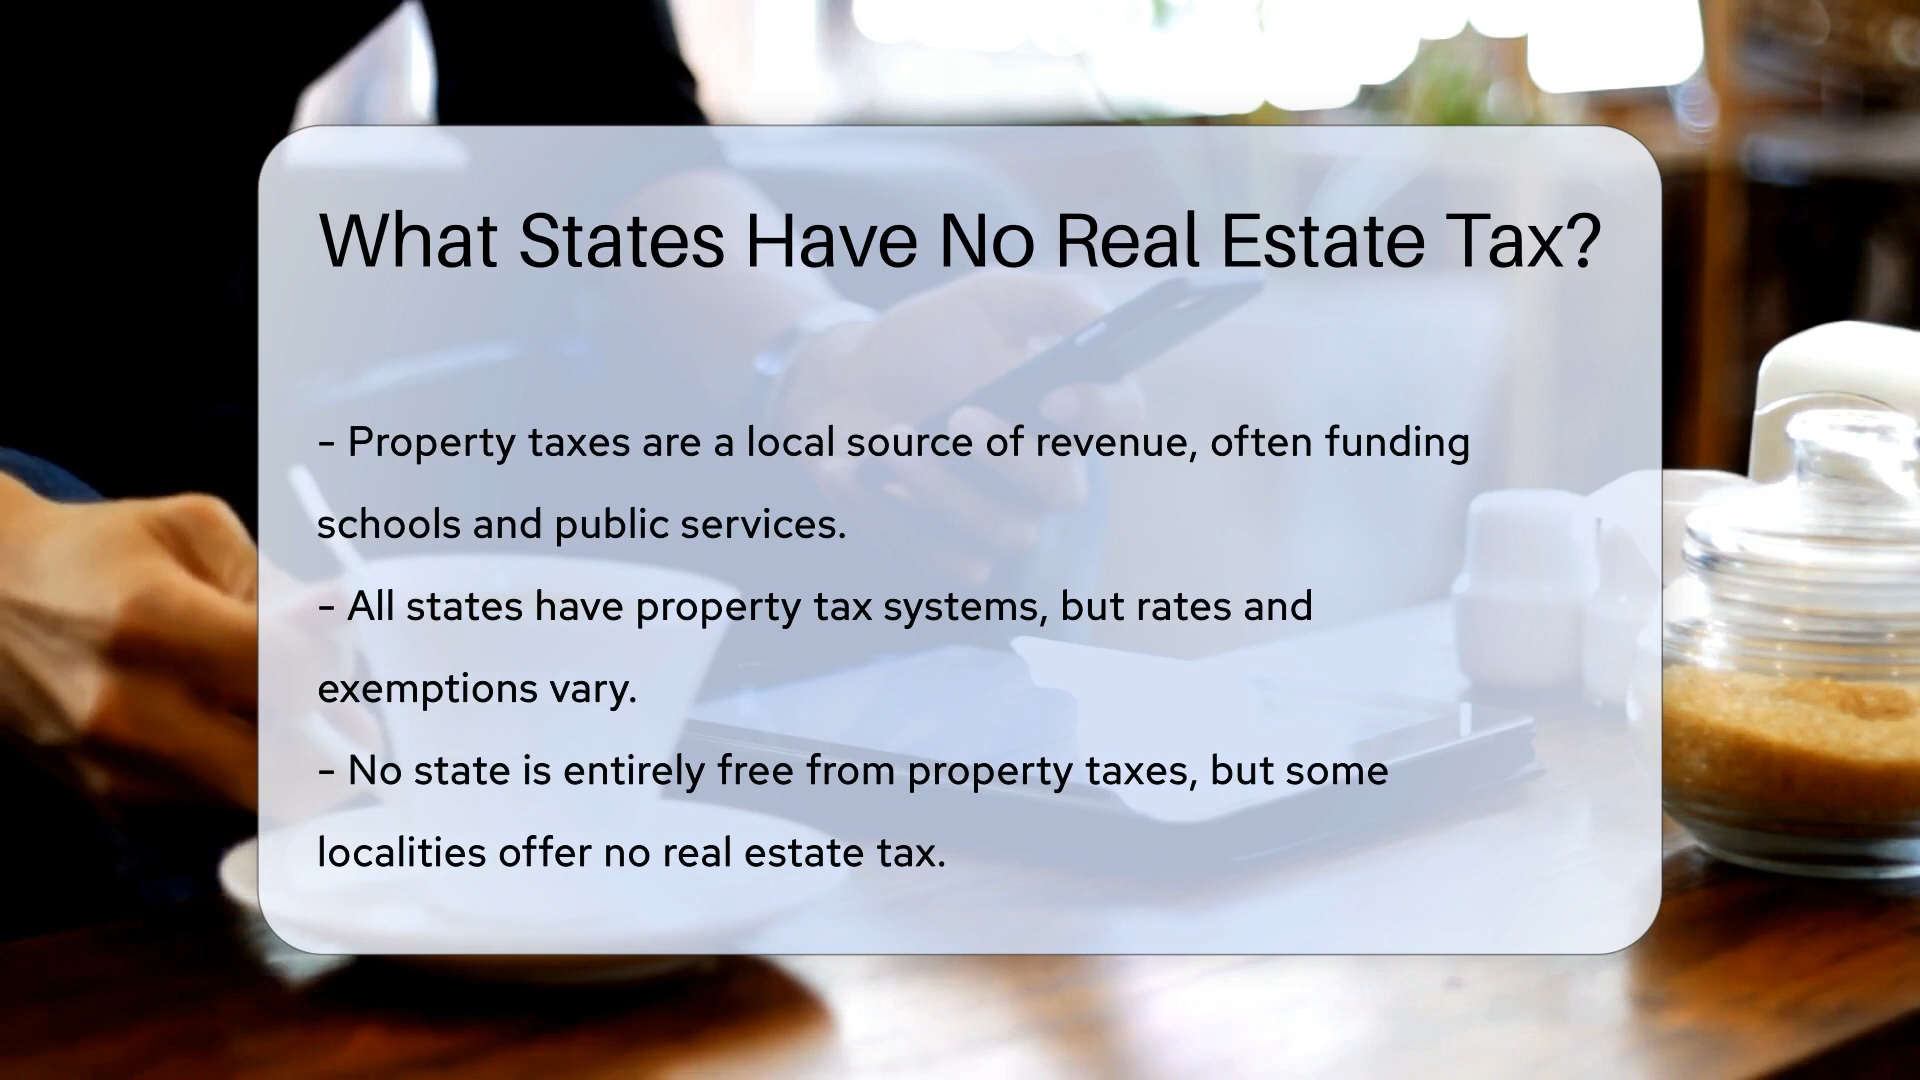 What States Have No Real Estate Tax?
- Property taxes are a local source of revenue, often funding
schools and public services.
- All states have property tax systems, but rates and
exemptions vary.
- No state is entirely free from property taxes, but some
localities offer no real estate tax.